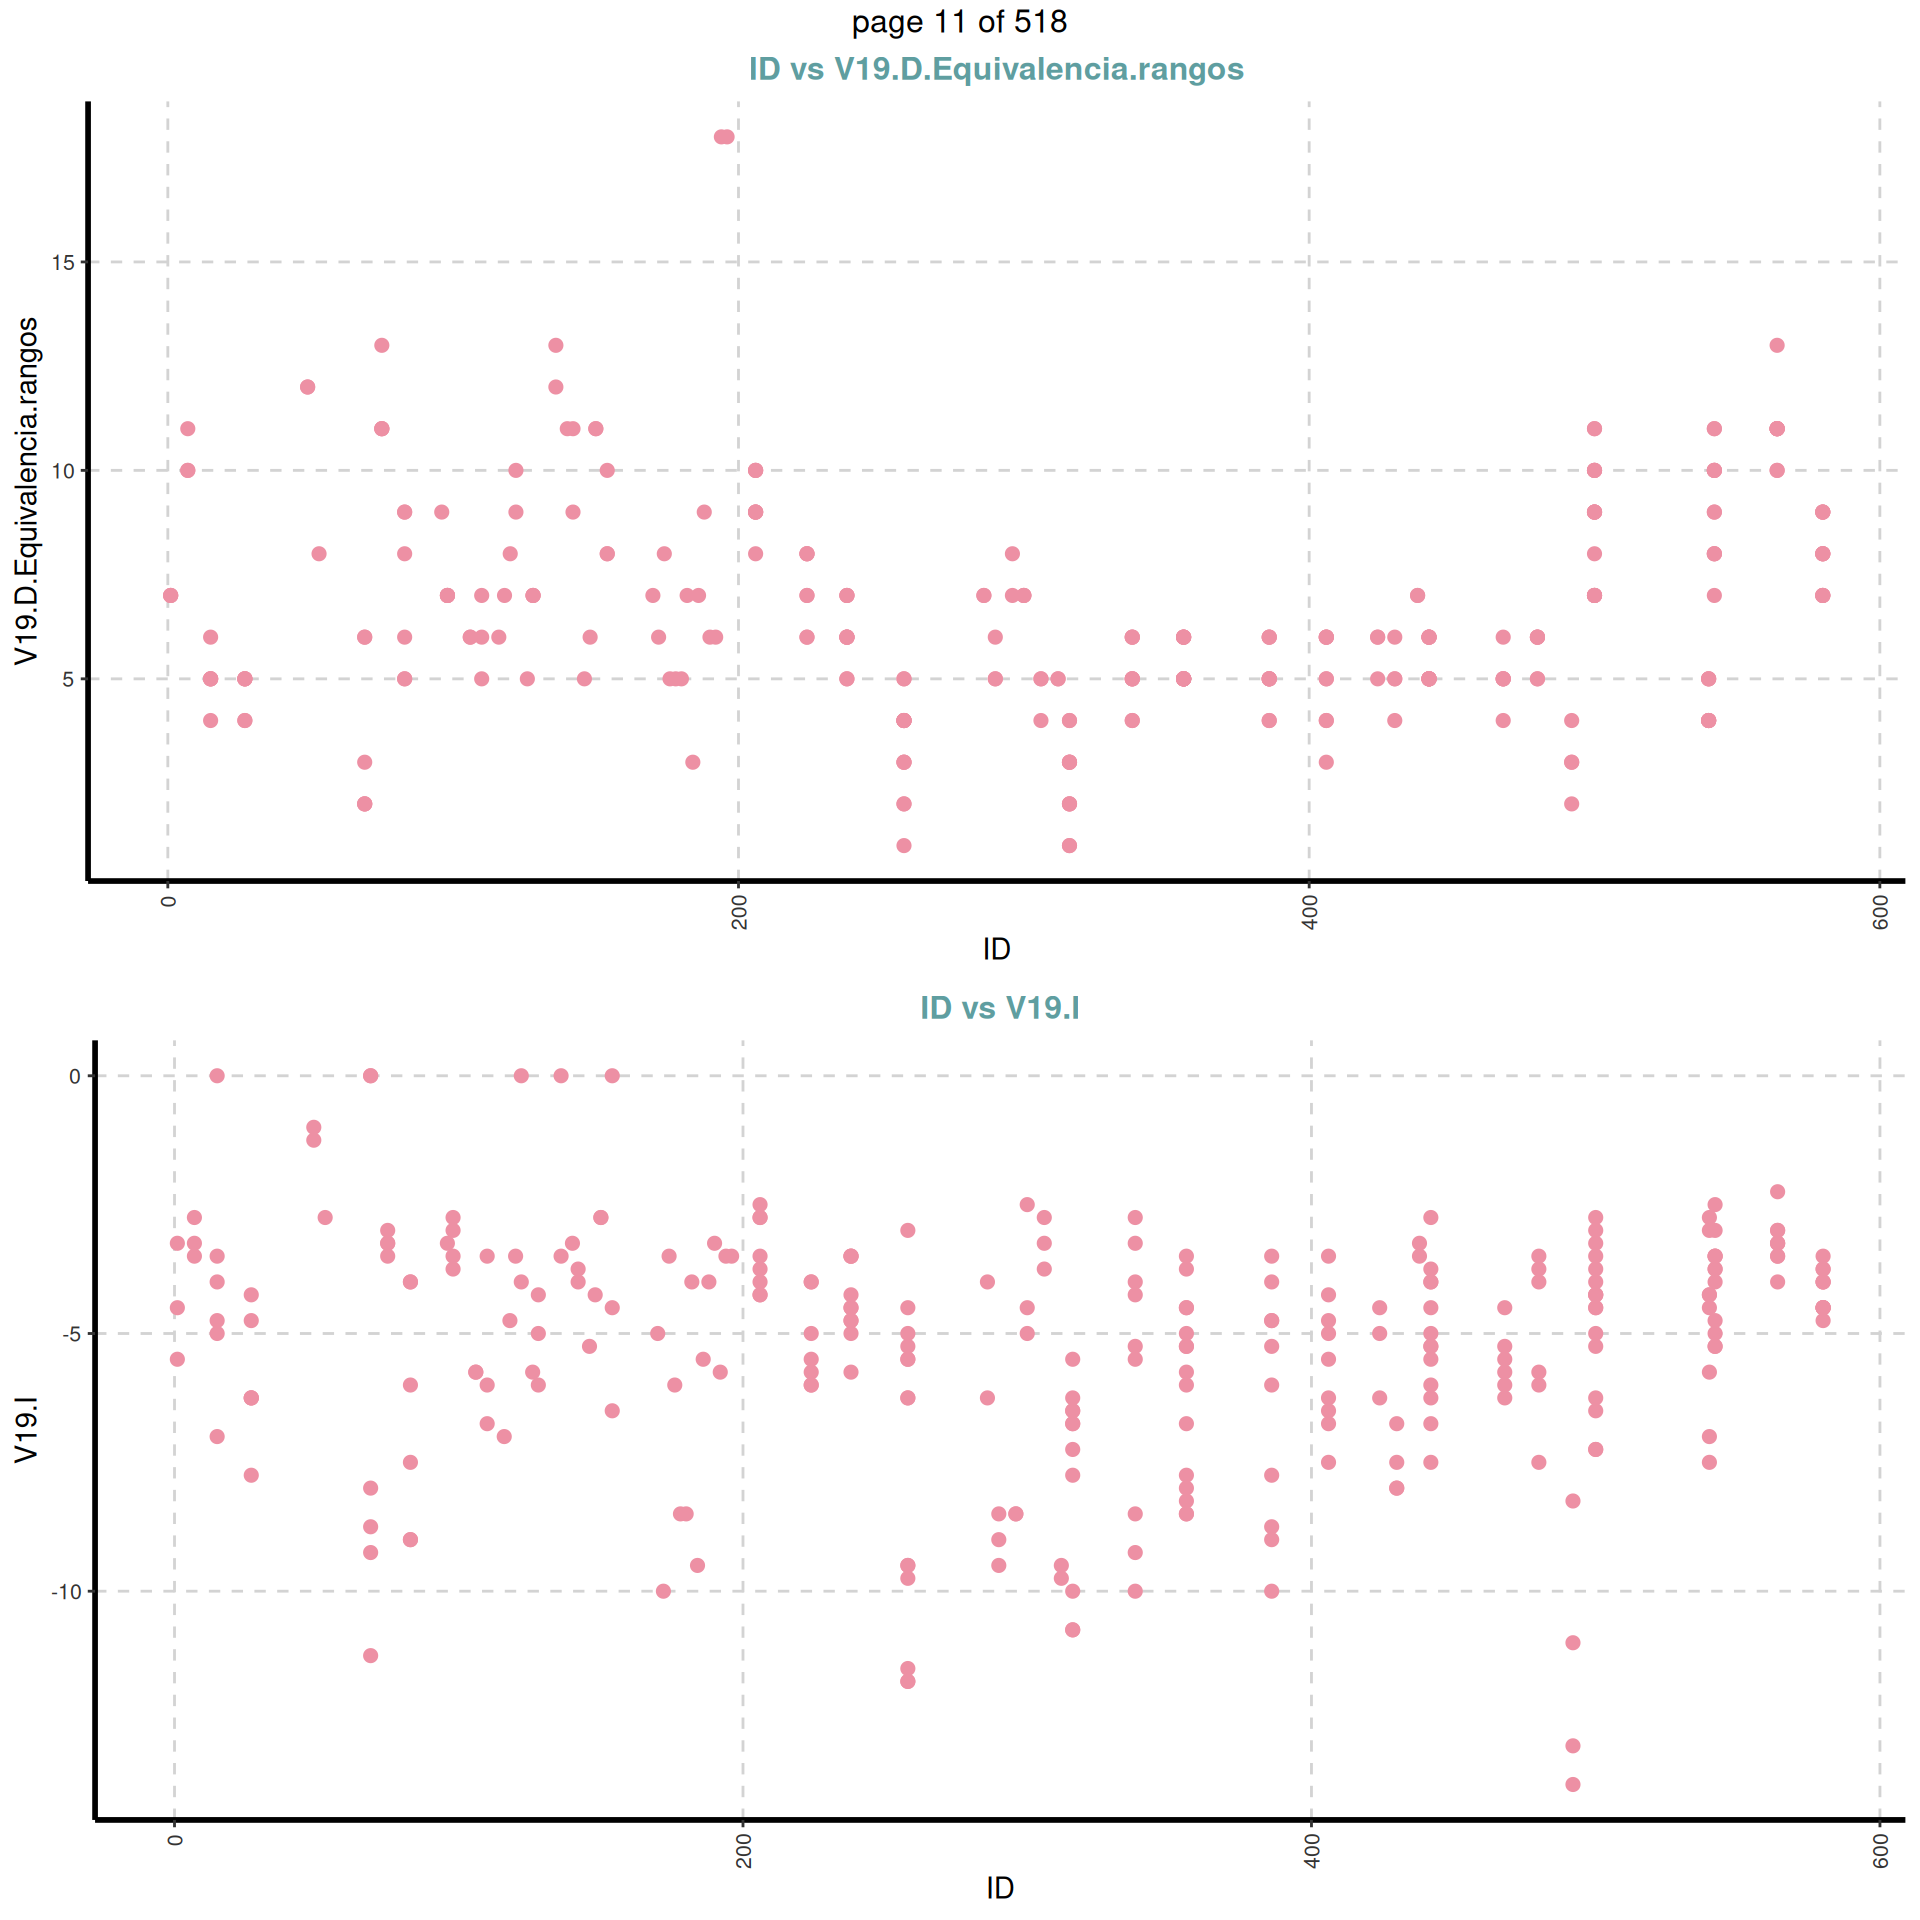 page 11 of 518
ID vs V19.D.Equivalencia.rangos
V19.D.Equivalencia.rangos
15
10
5
0
200
400
600
ID
ID vs V19.I
V19.I
0
-5
-10
0
200
400
600
ID